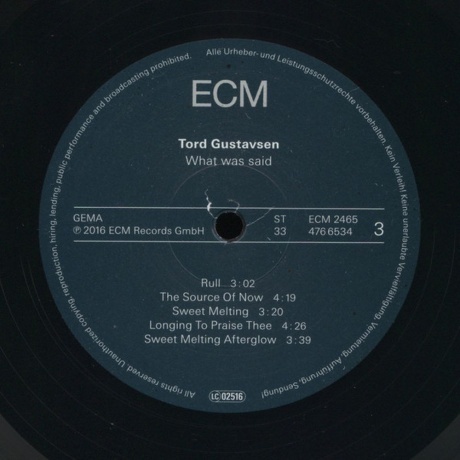 Alle Urheber- und Leistungsschutzrechte vorbehalten. Kein Verleih! Keine unerlaubte Vervielfältigung, Vermietung, Aufführung, Sendung!
ECM
Tord Gustavsen
What was said
GEMA
℗ 2016 ECM Records GmbH
ST
33
ECM 2465
476 6534
3
Rull 3:02
The Source Of Now 4:19
Sweet Melting 3:20
Longing To Praise Thee 4:26
Sweet Melting Afterglow 3:39
LC 02516
All rights reserved. Unauthorized copying, reproduction, hiring, lending, public performance and broadcasting prohibited.